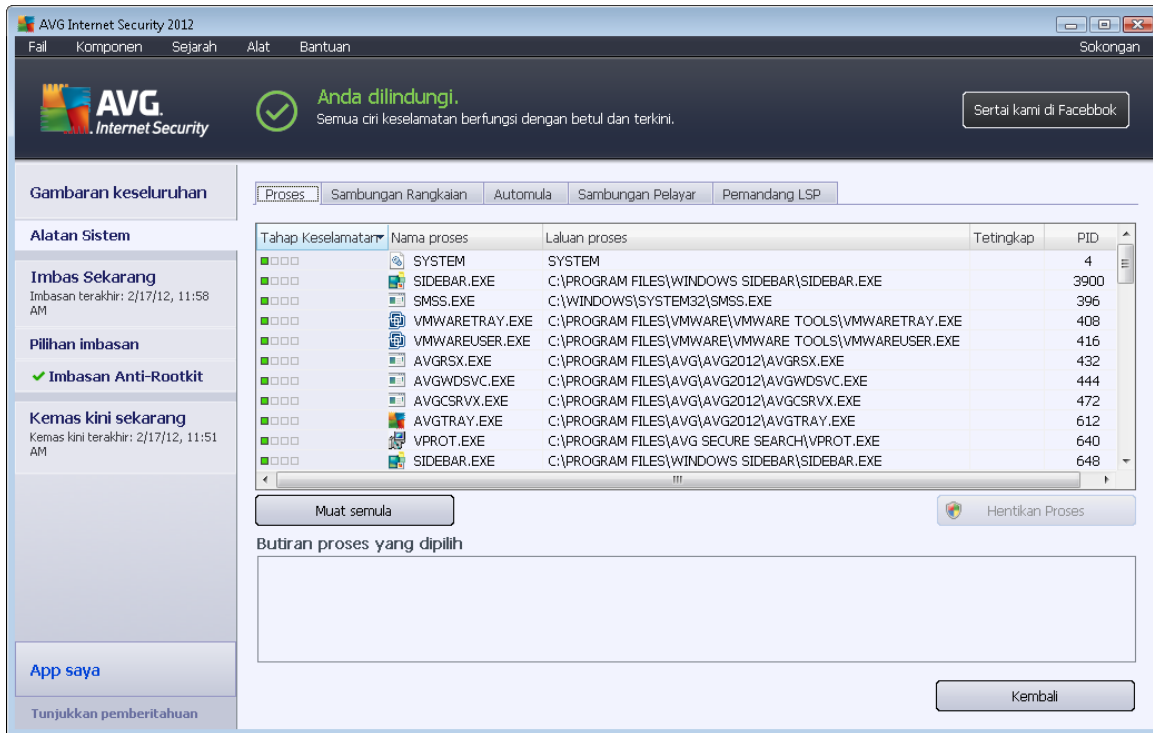 AVG Internet Security 2012
Fail Komponen Sejarah Alat Bantuan Sokongan
AVG.
Internet Security
Anda dilindungi.
Semua ciri keselamatan berfungsi dengan betul dan terkini.
Sertai kami di Facebbok
Gambaran keseluruhan
Alatan Sistem
Imbas Sekarang
Imbasan terakhir: 2/17/12, 11:58
AM
Pilihan imbasan
Imbasan Anti-Rootkit
Kemas kini sekarang
Kemas kini terakhir: 2/17/12, 11:51
AM
App saya
Tunjukkan pemberitahuan
Proses Sambungan Rangkaian Automula Sambungan Pelayar Pemandang LSP
Tahap Keselamatan Nama proses Laluan proses Tetingkap PID
SYSTEM SYSTEM 4
SIDEBAR.EXE C:\PROGRAM FILES\WINDOWS SIDEBAR\SIDEBAR.EXE 3900
SMSS.EXE C:\WINDOWS\SYSTEM32\SMSS.EXE 396
VMWARETRAY.EXE C:\PROGRAM FILES\VMWARE\VMWARE TOOLS\VMWARETRAY.EXE 408
VMWAREUSER.EXE C:\PROGRAM FILES\VMWARE\VMWARE TOOLS\VMWAREUSER.EXE 416
AVGRSX.EXE C:\PROGRAM FILES\AVG\AVG2012\AVGRSX.EXE 432
AVGWDSVC.EXE C:\PROGRAM FILES\AVG\AVG2012\AVGWDSVC.EXE 444
AVGCSRVX.EXE C:\PROGRAM FILES\AVG\AVG2012\AVGCSRVX.EXE 472
AVGTRAY.EXE C:\PROGRAM FILES\AVG\AVG2012\AVGTRAY.EXE 612
VPROT.EXE C:\PROGRAM FILES\AVG SECURE SEARCH\VPROT.EXE 640
SIDEBAR.EXE C:\PROGRAM FILES\WINDOWS SIDEBAR\SIDEBAR.EXE 648
Muat semula Hentikan Proses
Butiran proses yang dipilih
Kembali